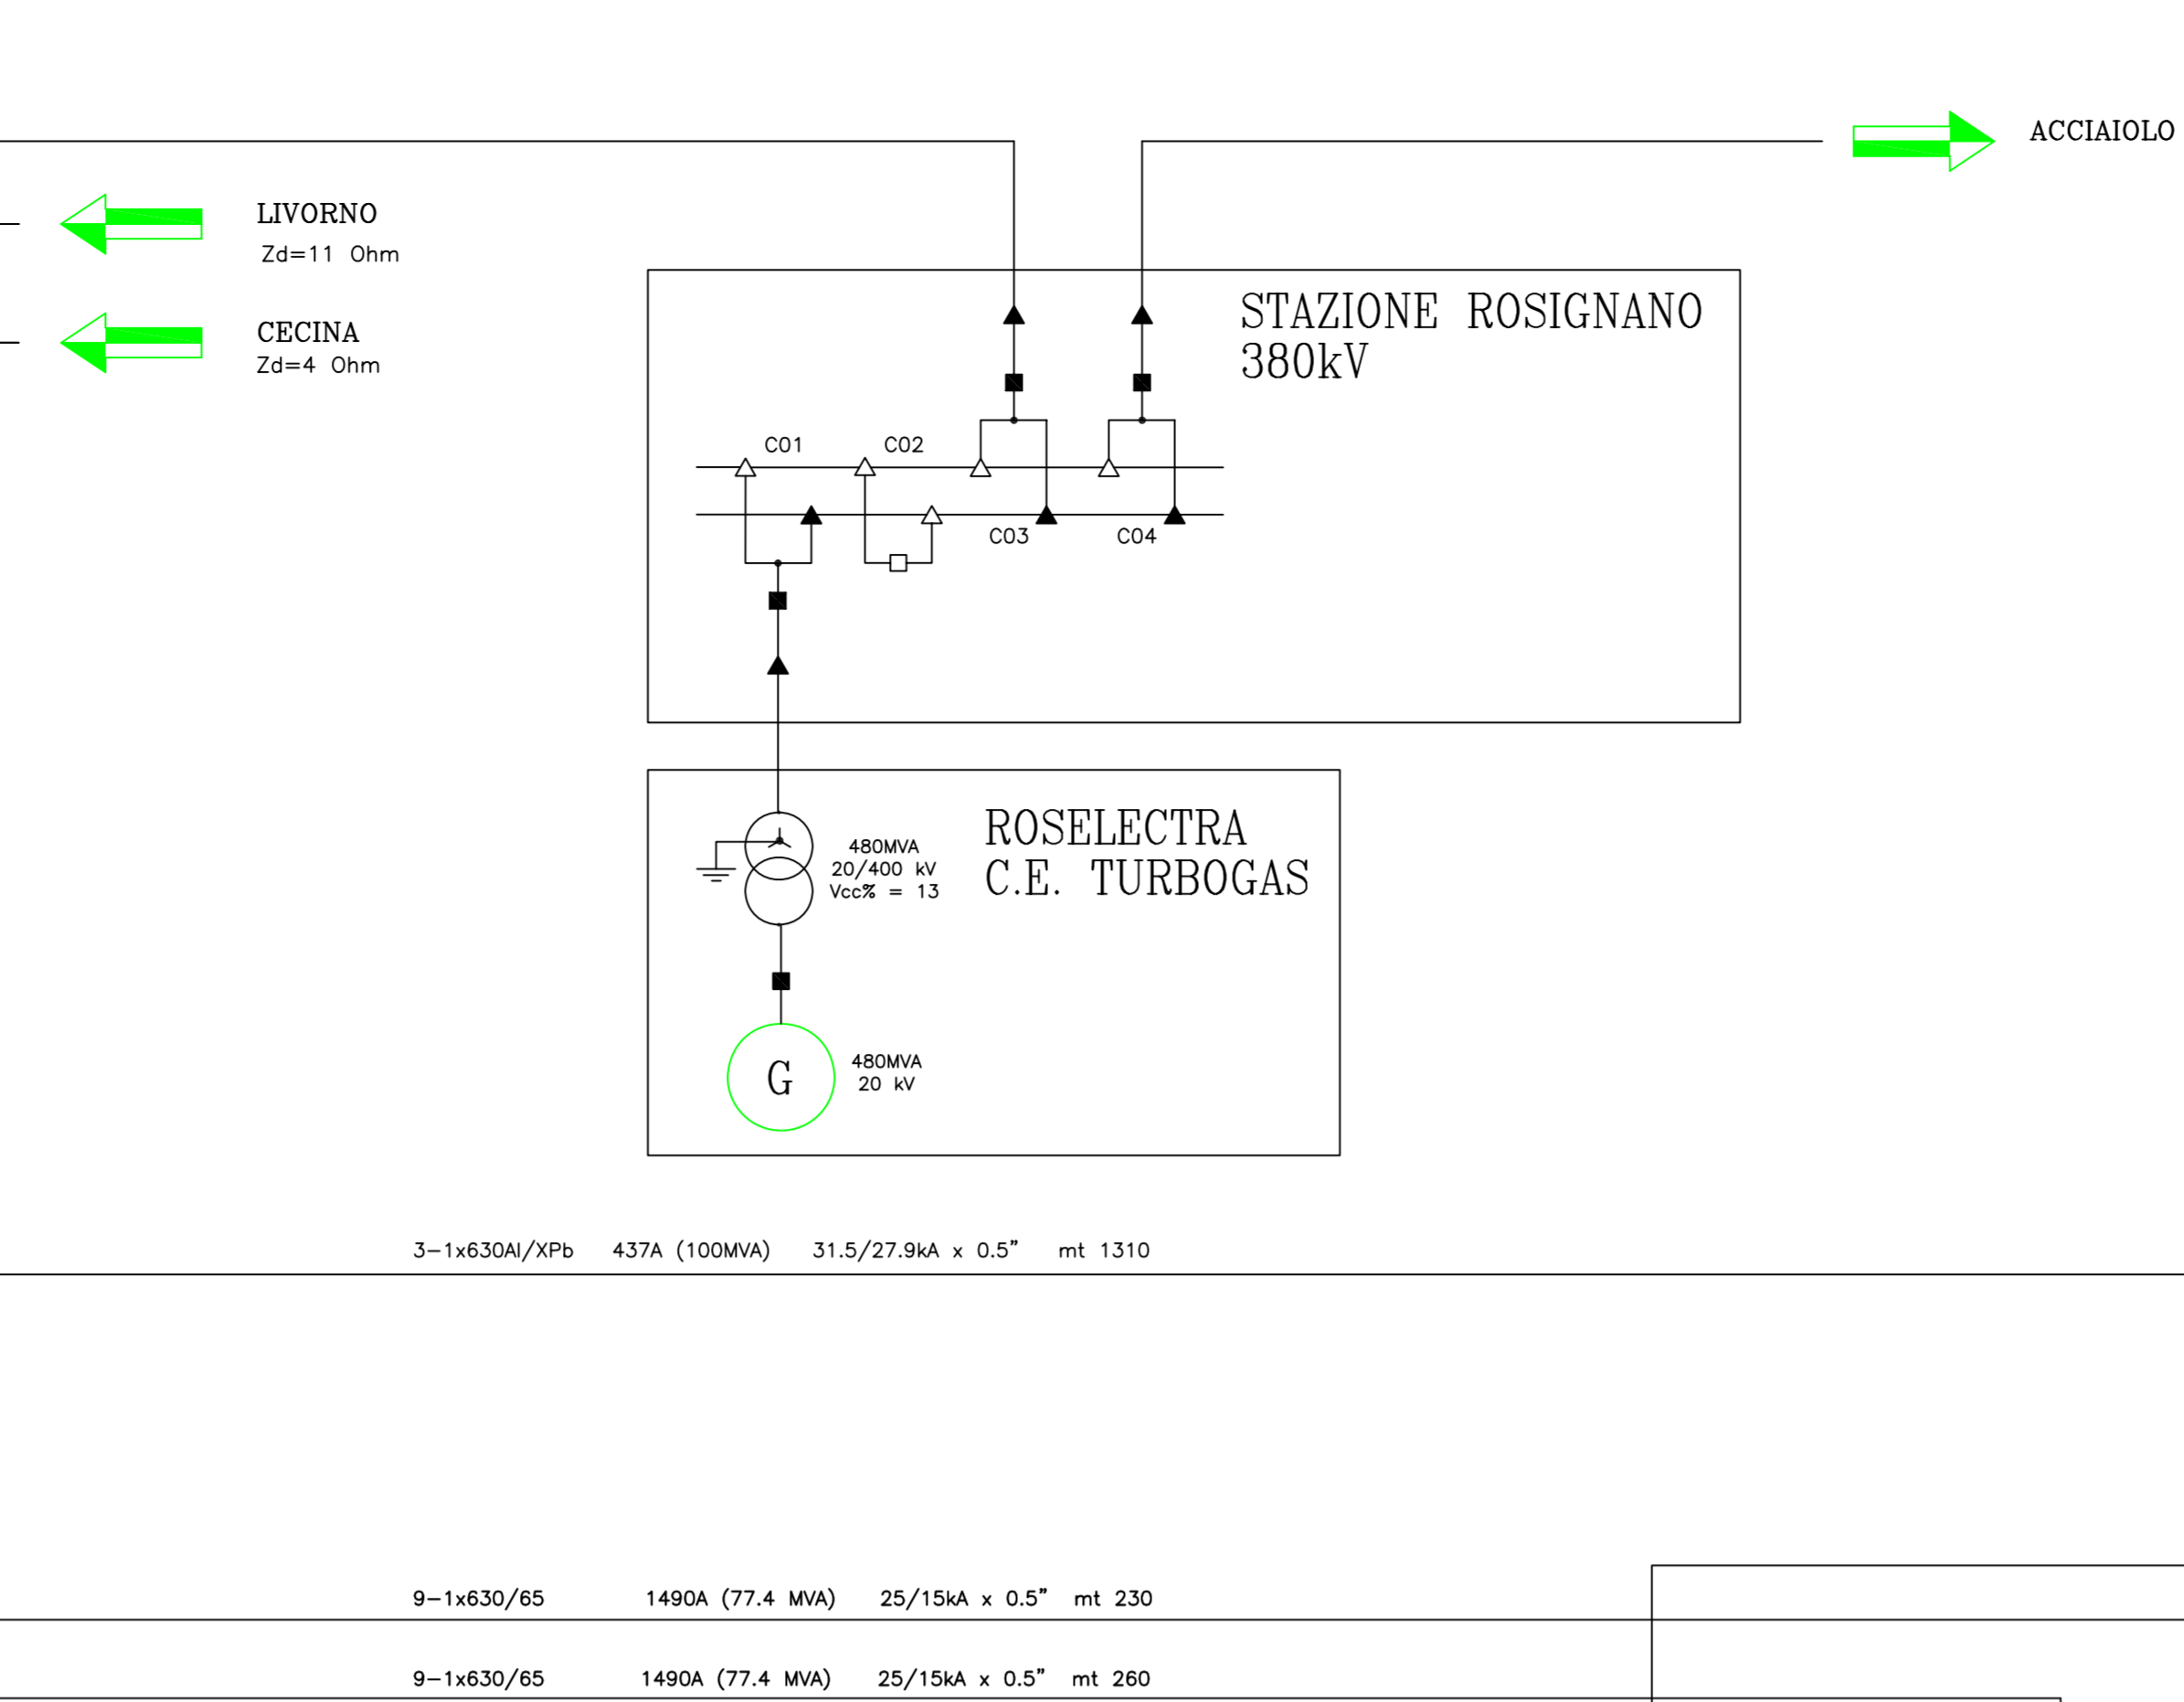 ACCIAIOLO
LIVORNO
Zd=11 Ohm
CECINA
Zd=4 Ohm
STAZIONE ROSIGNANO
380kV
C01
C02
C03
C04
ROSELECTRA
C.E. TURBOGAS
480MVA
20/400 kV
Vcc% = 13
G
480MVA
20 kV
3-1x630Al/XPb 437A (100MVA) 31.5/27.9kA x 0.5” mt 1310
9-1x630/65 1490A (77.4 MVA) 25/15kA x 0.5” mt 230
9-1x630/65 1490A (77.4 MVA) 25/15kA x 0.5” mt 260